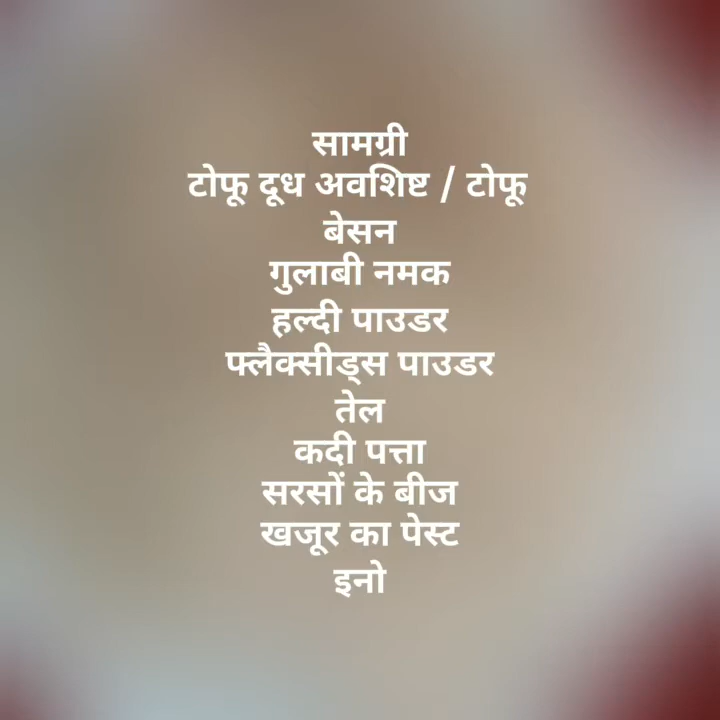 सामग्री
टोफू दूध अवशिष्ट / टोफू
बेसन
गुलाबी नमक
हल्दी पाउडर
फ्लैक्सीड्स पाउडर
तेल
कदी पत्ता
सरसों के बीज
खजूर का पेस्ट
इनो